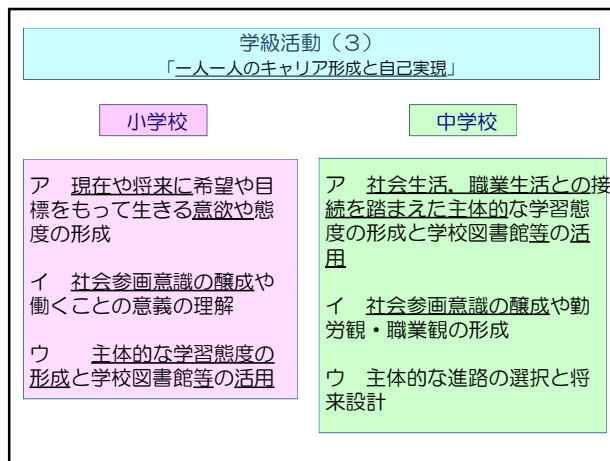 学級活動（３）
「一人一人のキャリア形成と自己実現」
小学校
ア　現在や将来に希望や目
標をもって生きる意欲や態
度の形成
イ　社会参画意識の醸成や
働くことの意義の理解
ウ　　主体的な学習態度の
形成と学校図書館等の活用
中学校
ア　社会生活，職業生活との接
続を踏まえた主体的な学習態
度の形成と学校図書館等の活
用
イ　社会参画意識の醸成や勤
労観・職業観の形成
ウ　主体的な進路の選択と将
来設計